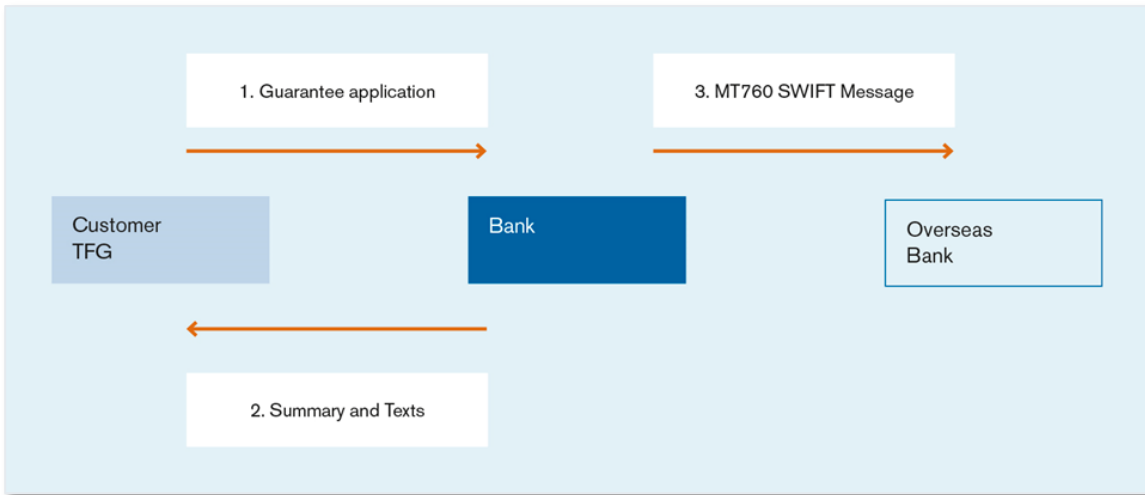 1. Guarantee application
3. MT760 SWIFT Message
Customer
TFG
Bank
Overseas
Bank
2. Summary and Texts